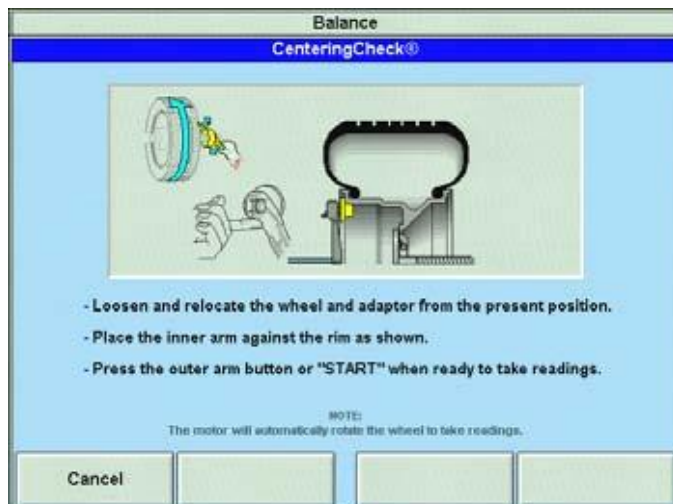 Balance
CenteringCheck®
- Loosen and relocate the wheel and adaptor from the present position.
- Place the inner arm against the rim as shown.
- Press the outer arm button or "START" when ready to take readings.
NOTE:
The motor will automatically rotate the wheel to take readings.
Cancel